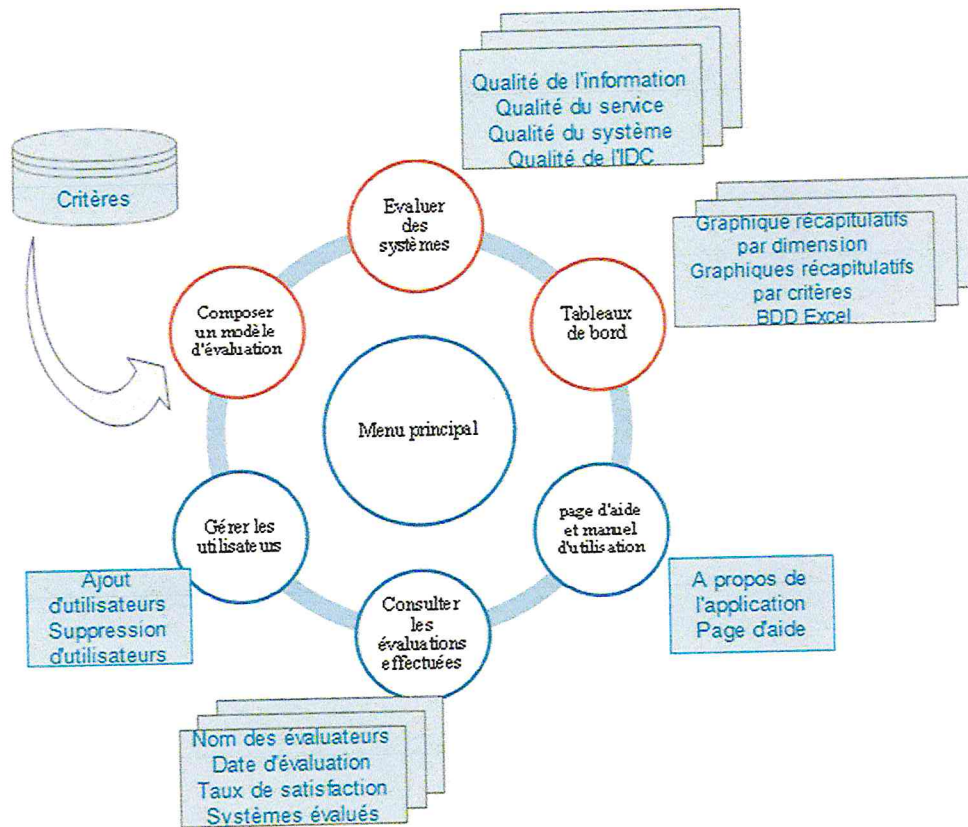 Qualité de l'information
Qualité du service
Qualité du système
Qualité de l'IDC
Critères
Evaluer
des
systèmes
Graphique récapitulatifs
par dimension
Graphiques récapitulatifs
par critères
BDD Excel
Composer
un modèle
d'évaluation
Tableaux
de bord
Menu principal
Gérer les
utilisateurs
page d'aide
et manuel
d'utilisation
Ajout
d'utilisateurs
Suppression
d'utilisateurs
Consulter
les
évaluations
effectuées
A propos de
l'application
Page d'aide
Nom des évaluateurs
Date d'évaluation
Taux de satisfaction
Systèmes évalués